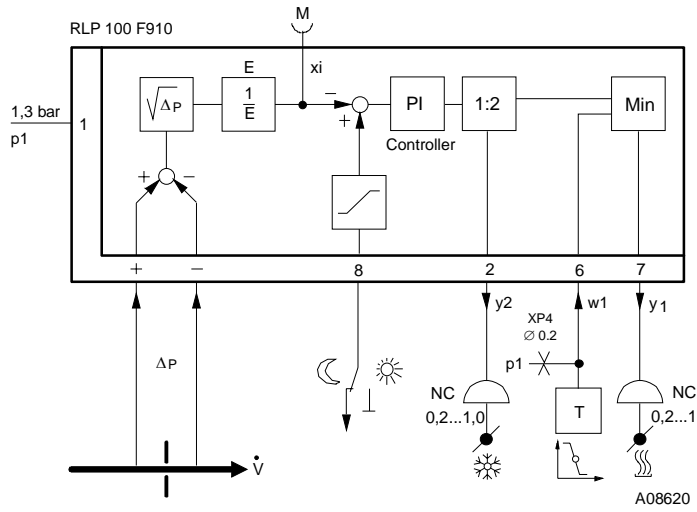 M
RLP 100 F910
E
xi
1,3 bar
p1
1
√ΔP
1
E
−
+
PI
1:2
Min
Controller
+
−
+
−
8
2
6
7
y2
w1
y1
XP4
Ø 0.2
ΔP
p1
NC
T
NC
0,2...1,0
0,2...1
V̇
A08620